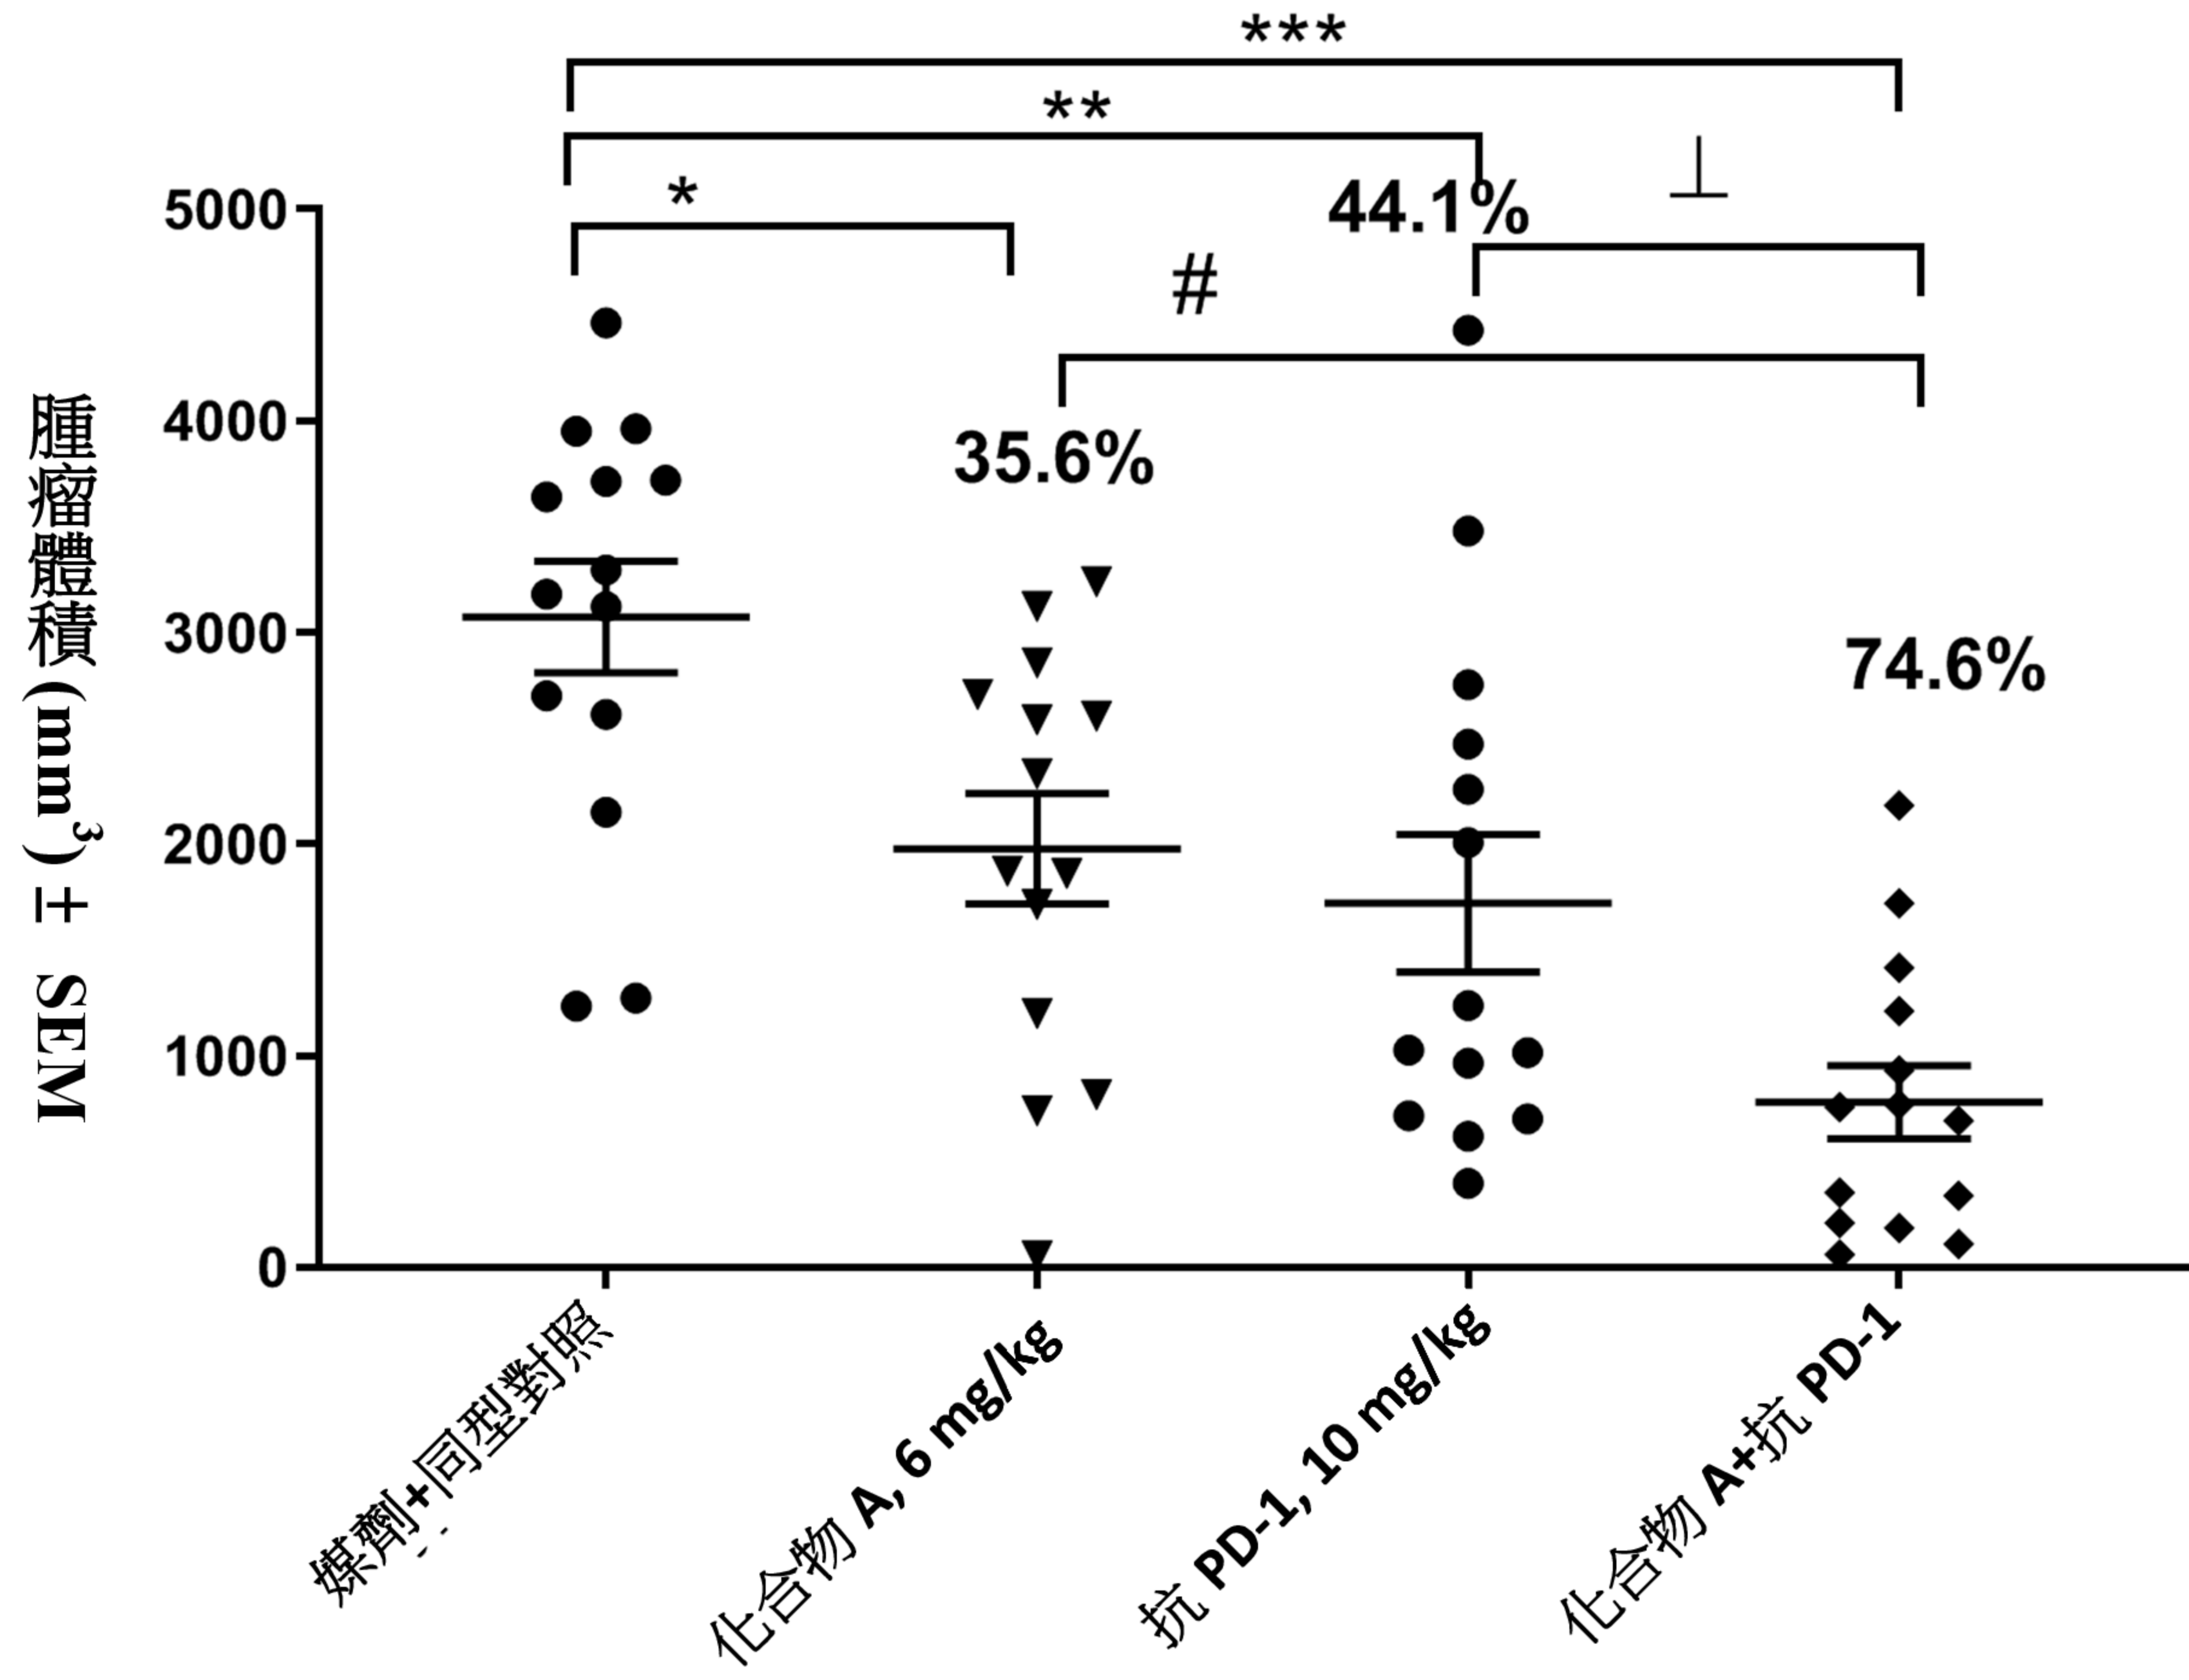 ***
**
*
⊥
44.1%
#
35.6%
74.6%
腫瘤體積 (mm³) ± SEM
5000
4000
3000
2000
1000
0
媒劑+同型對照
化合物 A, 6 mg/kg
抗 PD-1, 10 mg/kg
化合物 A+抗 PD-1